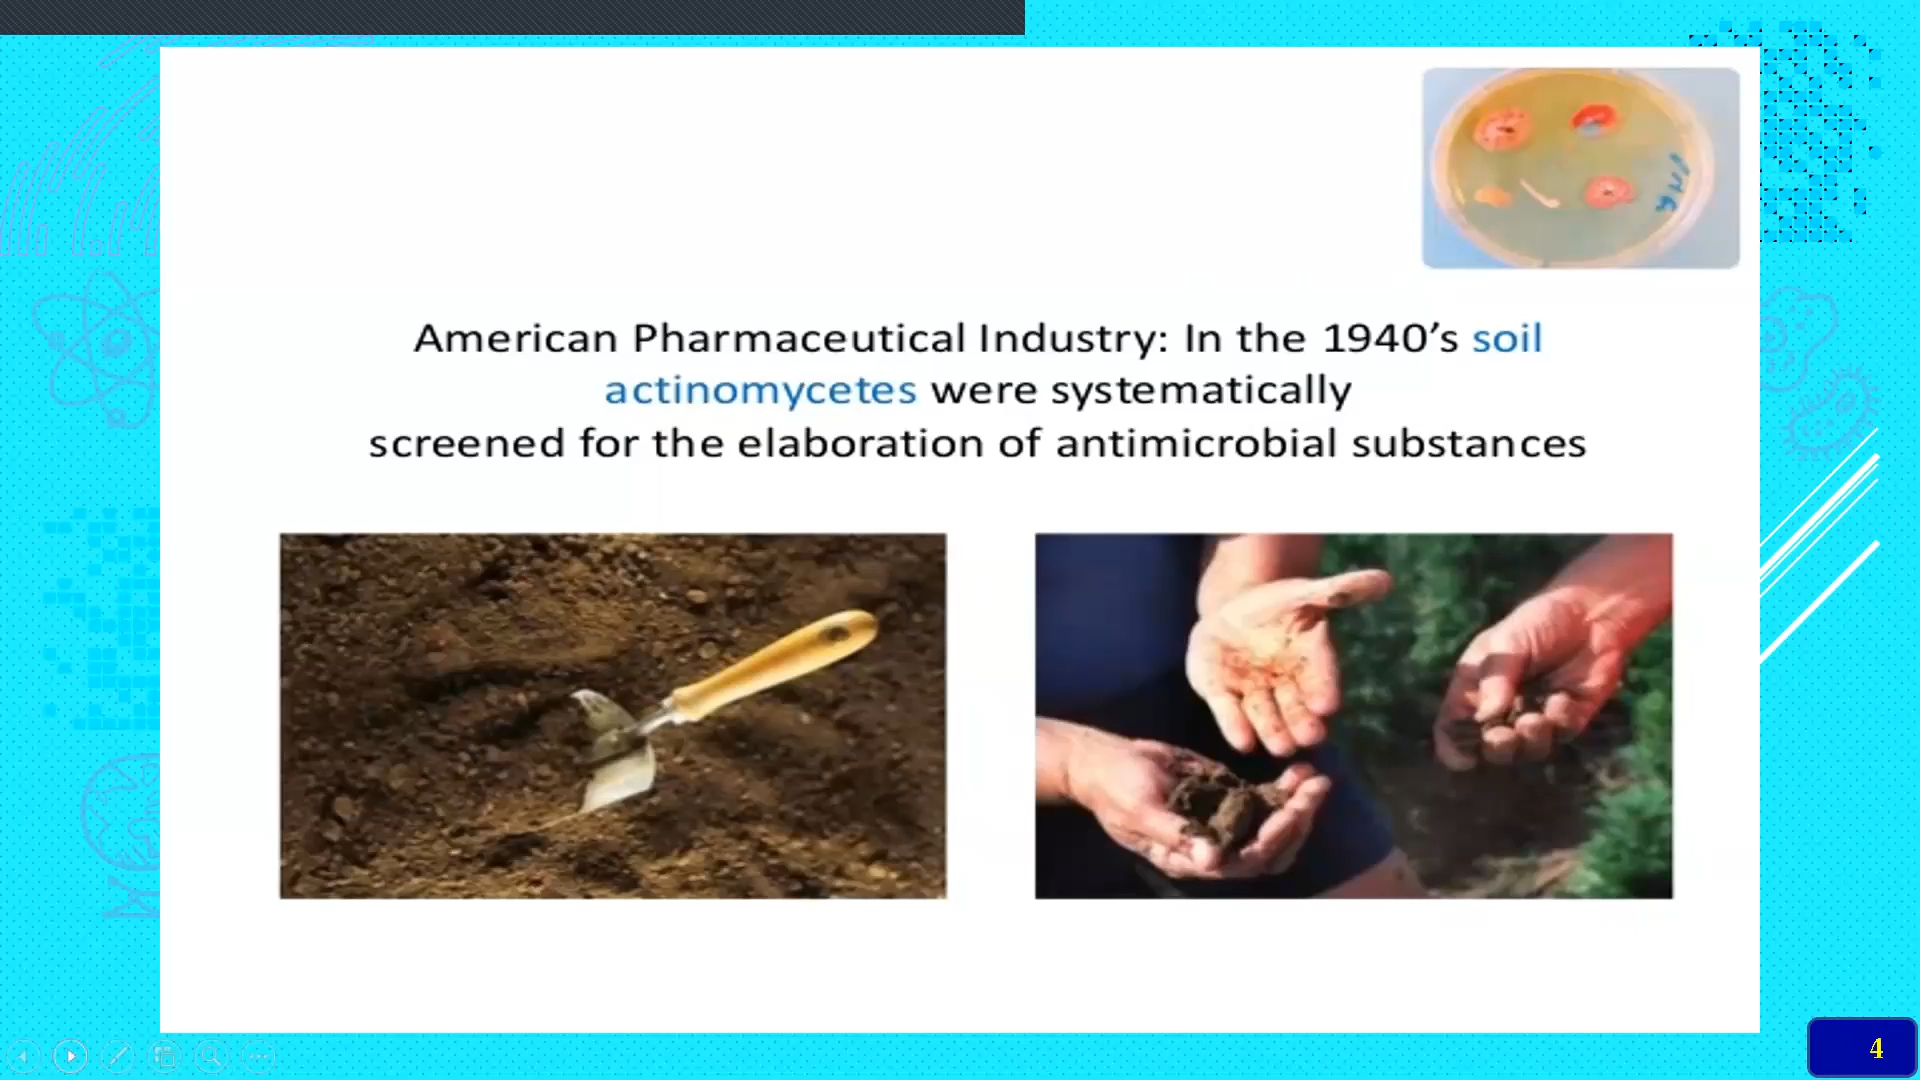 American Pharmaceutical Industry: In the 1940’s soil
actinomycetes were systematically
screened for the elaboration of antimicrobial substances
4